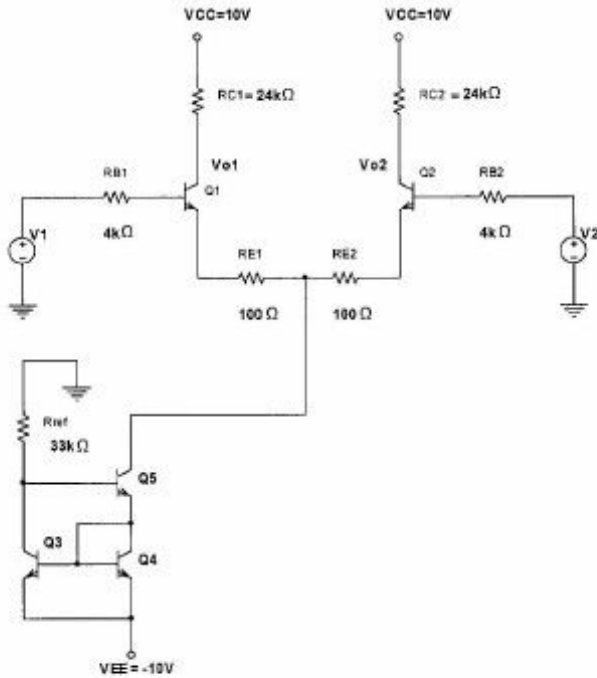 VCC=10V
VCC=10V
RC1= 24kΩ
RC2 = 24kΩ
Vo1
Vo2
RB1
Q1
Q2
RB2
V1
4kΩ
4kΩ
V2
RE1
RE2
100 Ω
100 Ω
Rref
33kΩ
Q5
Q3
Q4
VEE = -10V